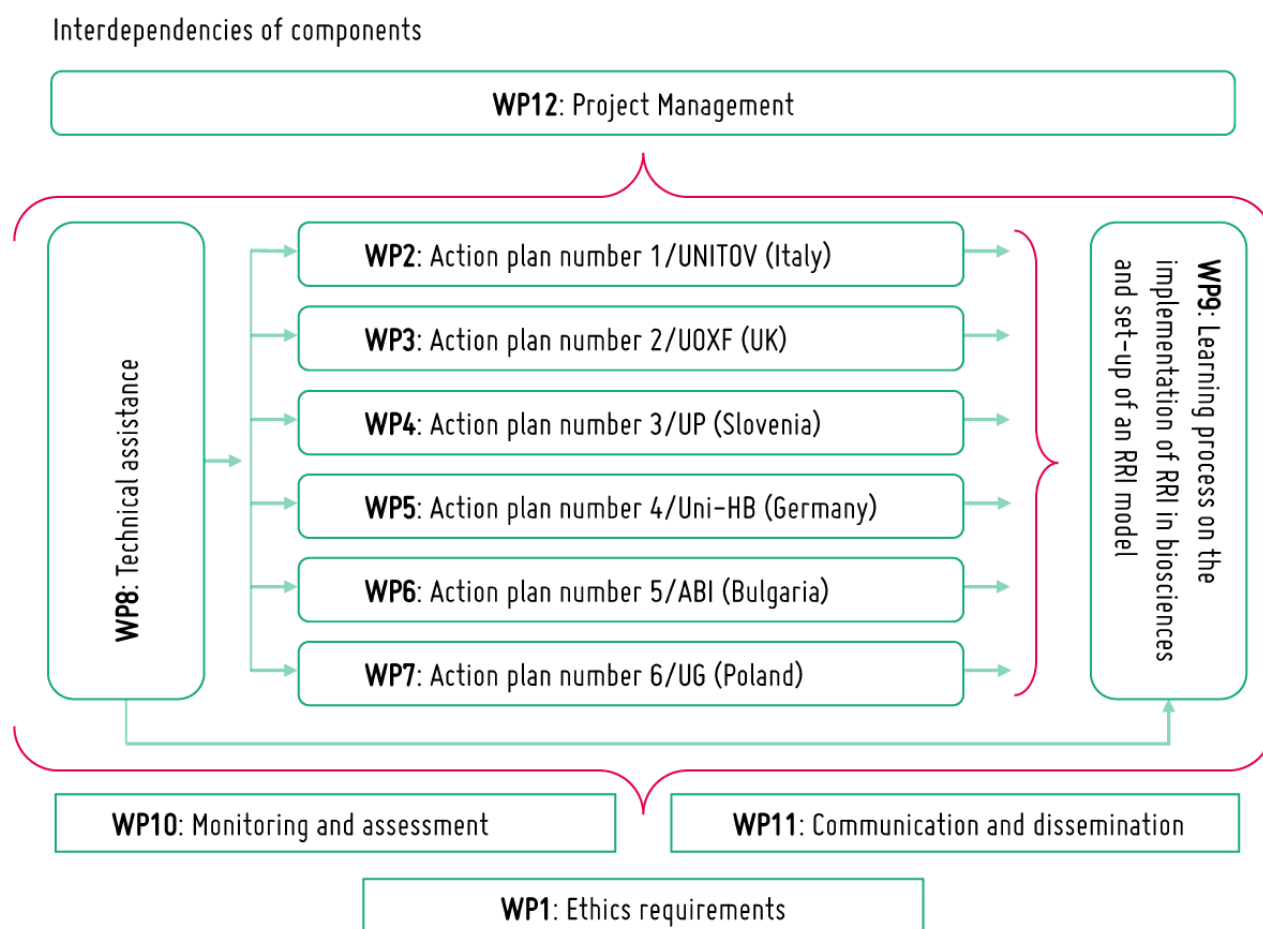 Interdependencies of components
WP12: Project Management
WP8: Technical assistance
WP2: Action plan number 1/UNITOV (Italy)
WP3: Action plan number 2/UOXF (UK)
WP4: Action plan number 3/UP (Slovenia)
WP5: Action plan number 4/Uni-HB (Germany)
WP6: Action plan number 5/ABI (Bulgaria)
WP7: Action plan number 6/UG (Poland)
WP9: Learning process on the
implementation of RRI in biosciences
and set-up of an RRI model
WP10: Monitoring and assessment
WP11: Communication and dissemination
WP1: Ethics requirements